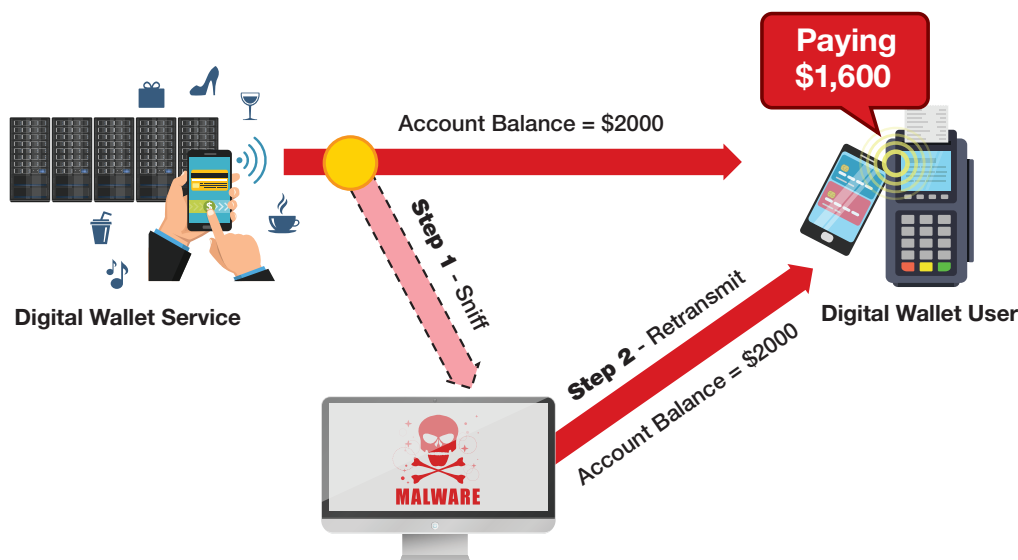 Paying
$1,600
Account Balance = $2000
Step 1 - Sniff
Digital Wallet Service
Digital Wallet User
Step 2 - Retransmit
Account Balance = $2000
MALWARE